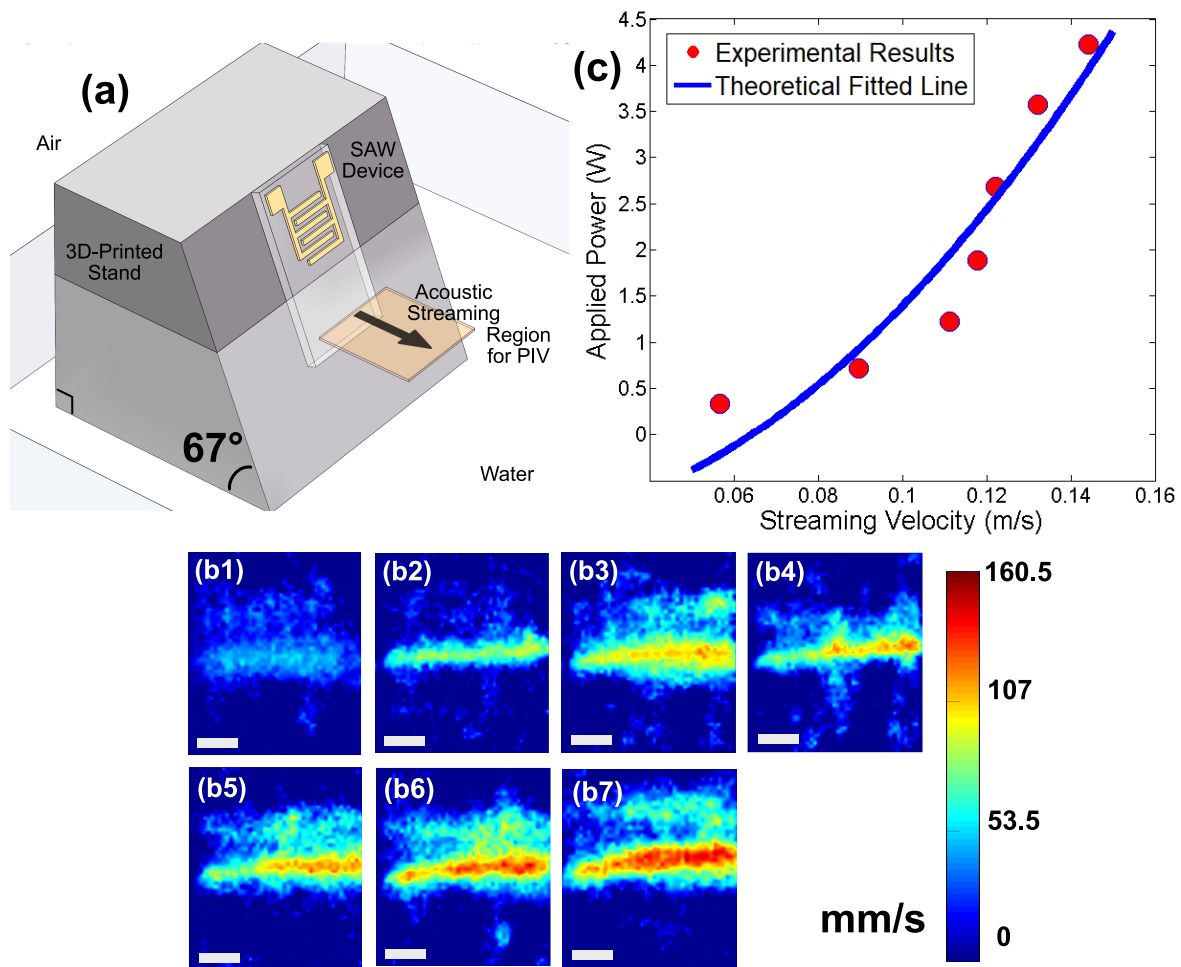 (a)
Air
SAW
Device
3D-Printed
Stand
Acoustic
Streaming
Region
for PIV
67°
Water
(c)
Experimental Results
Theoretical Fitted Line
Applied Power (W)
4.5
4
3.5
3
2.5
2
1.5
1
0.5
0
0.06 0.08 0.1 0.12 0.14 0.16
Streaming Velocity (m/s)
(b1) (b2) (b3) (b4)
(b5) (b6) (b7)
160.5
107
53.5
0
mm/s